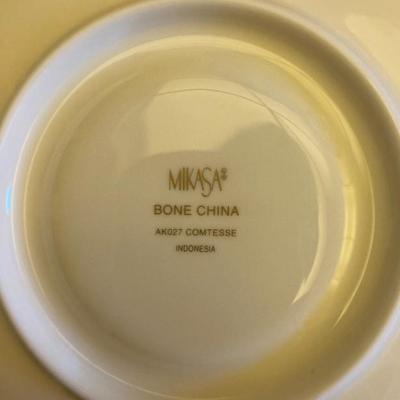 MIKASA®
BONE CHINA
AK027 COMTESSE
INDONESIA